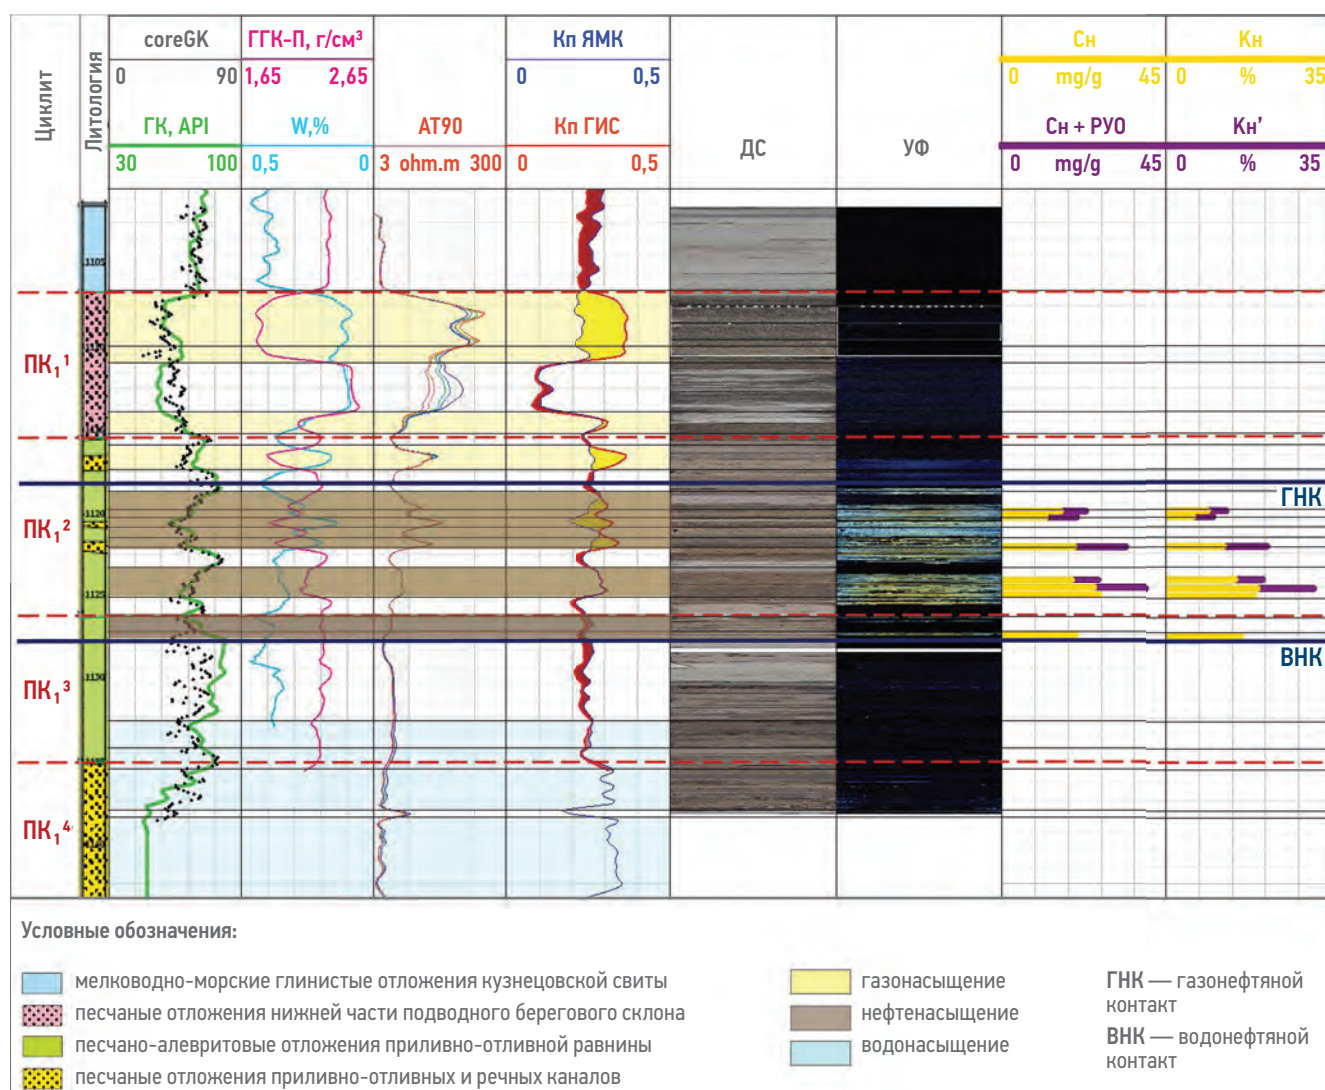 Циклит
Литология
coreGK
0 90
ГК, API
30 100
ГГК-П, г/см³
1,65 2,65
W,%
0,5 0
AT90
3 ohm.m 300
Кп ЯМК
0 0,5
Кп ГИС
0 0,5
ДС
УФ
Сн
0 mg/g 45
Сн + РУО
0 mg/g 45
Кн
0 % 35
Кн’
0 % 35
1105
ПК₁¹
ГНК
1120
ПК₁²
1125
ВНК
1130
ПК₁³
ПК₁⁴
Условные обозначения:
мелководно-морские глинистые отложения кузнецовской свиты
песчаные отложения нижней части подводного берегового склона
песчано-алевритовые отложения приливно-отливной равнины
песчаные отложения приливно-отливных и речных каналов
газонасыщение
нефтенасыщение
водонасыщение
ГНК — газонефтяной
контакт
ВНК — водонефтяной
контакт